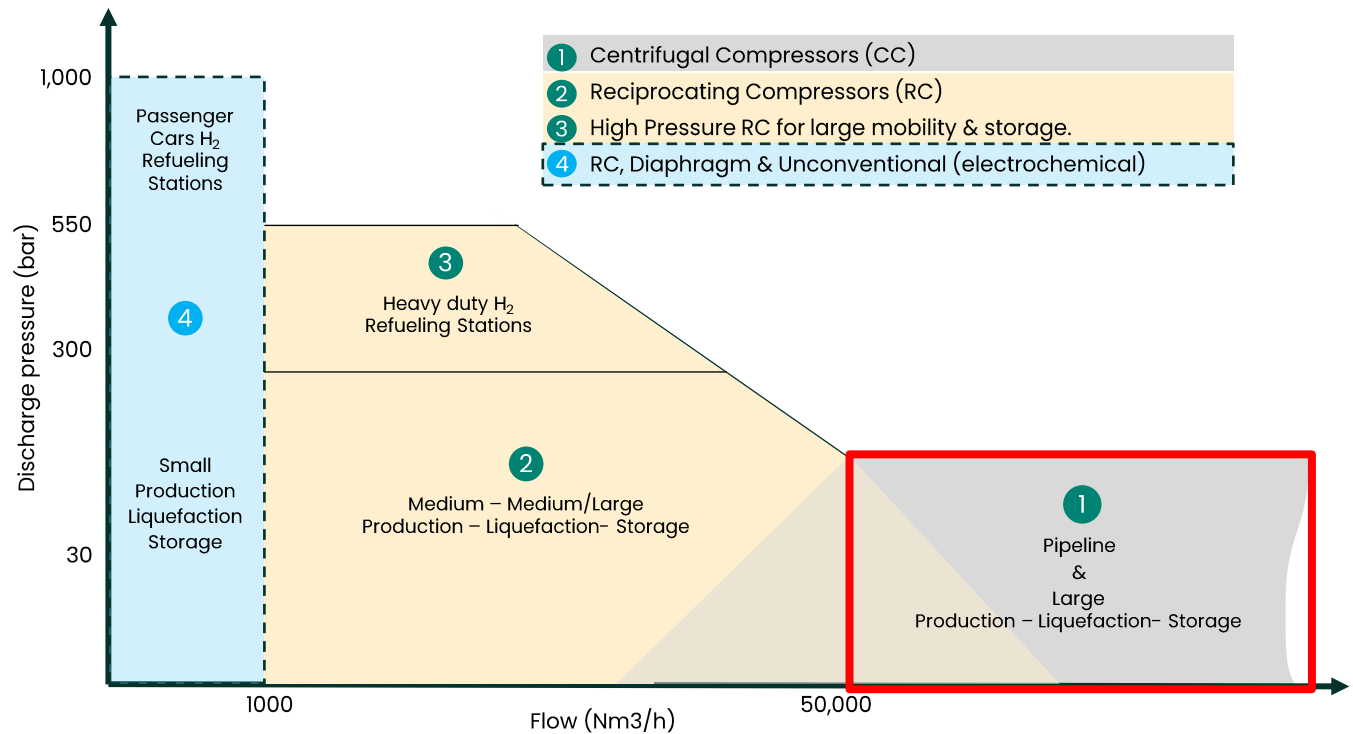 1 Centrifugal Compressors (CC)
2 Reciprocating Compressors (RC)
3 High Pressure RC for large mobility & storage.
4 RC, Diaphragm & Unconventional (electrochemical)
Discharge pressure (bar)
1,000
550
300
30
Passenger
Cars H₂
Refueling
Stations
4
Small
Production
Liquefaction
Storage
3
Heavy duty H₂
Refueling Stations
2
Medium – Medium/Large
Production – Liquefaction- Storage
1
Pipeline
&
Large
Production – Liquefaction- Storage
1000
50,000
Flow (Nm3/h)